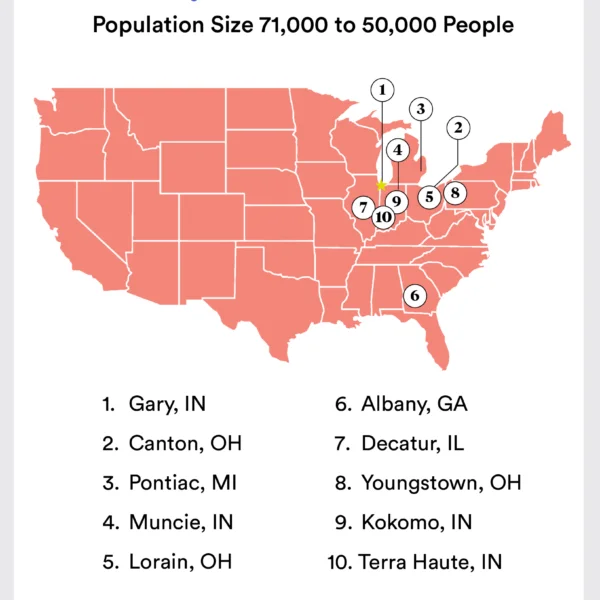 Population Size 71,000 to 50,000 People
1
3
2
4
7
10
9
5
8
6
1. Gary, IN
2. Canton, OH
3. Pontiac, MI
4. Muncie, IN
5. Lorain, OH
6. Albany, GA
7. Decatur, IL
8. Youngstown, OH
9. Kokomo, IN
10. Terra Haute, IN